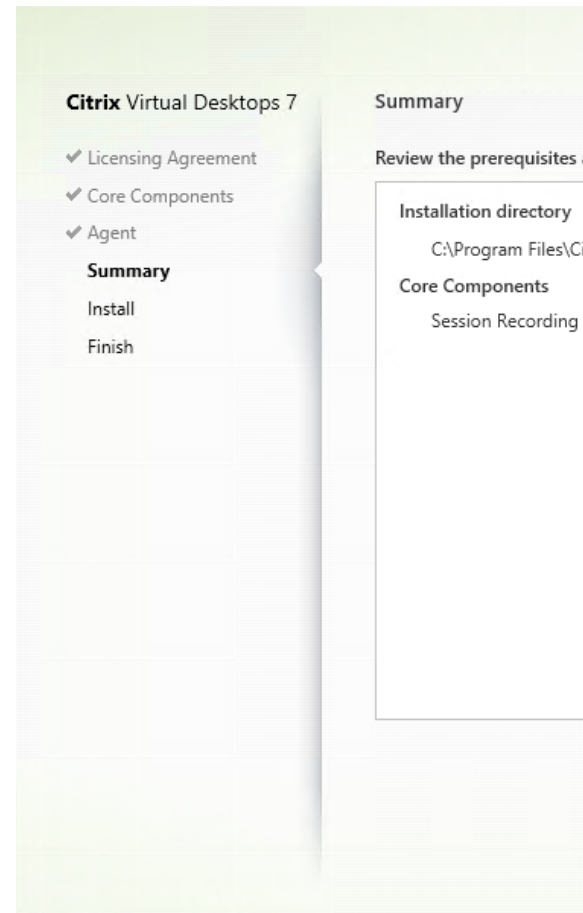 Citrix Virtual Desktops 7
Licensing Agreement
Core Components
Agent
Summary
Install
Finish
Summary
Review the prerequisites
Installation directory
C:\Program Files\Ci
Core Components
Session Recording